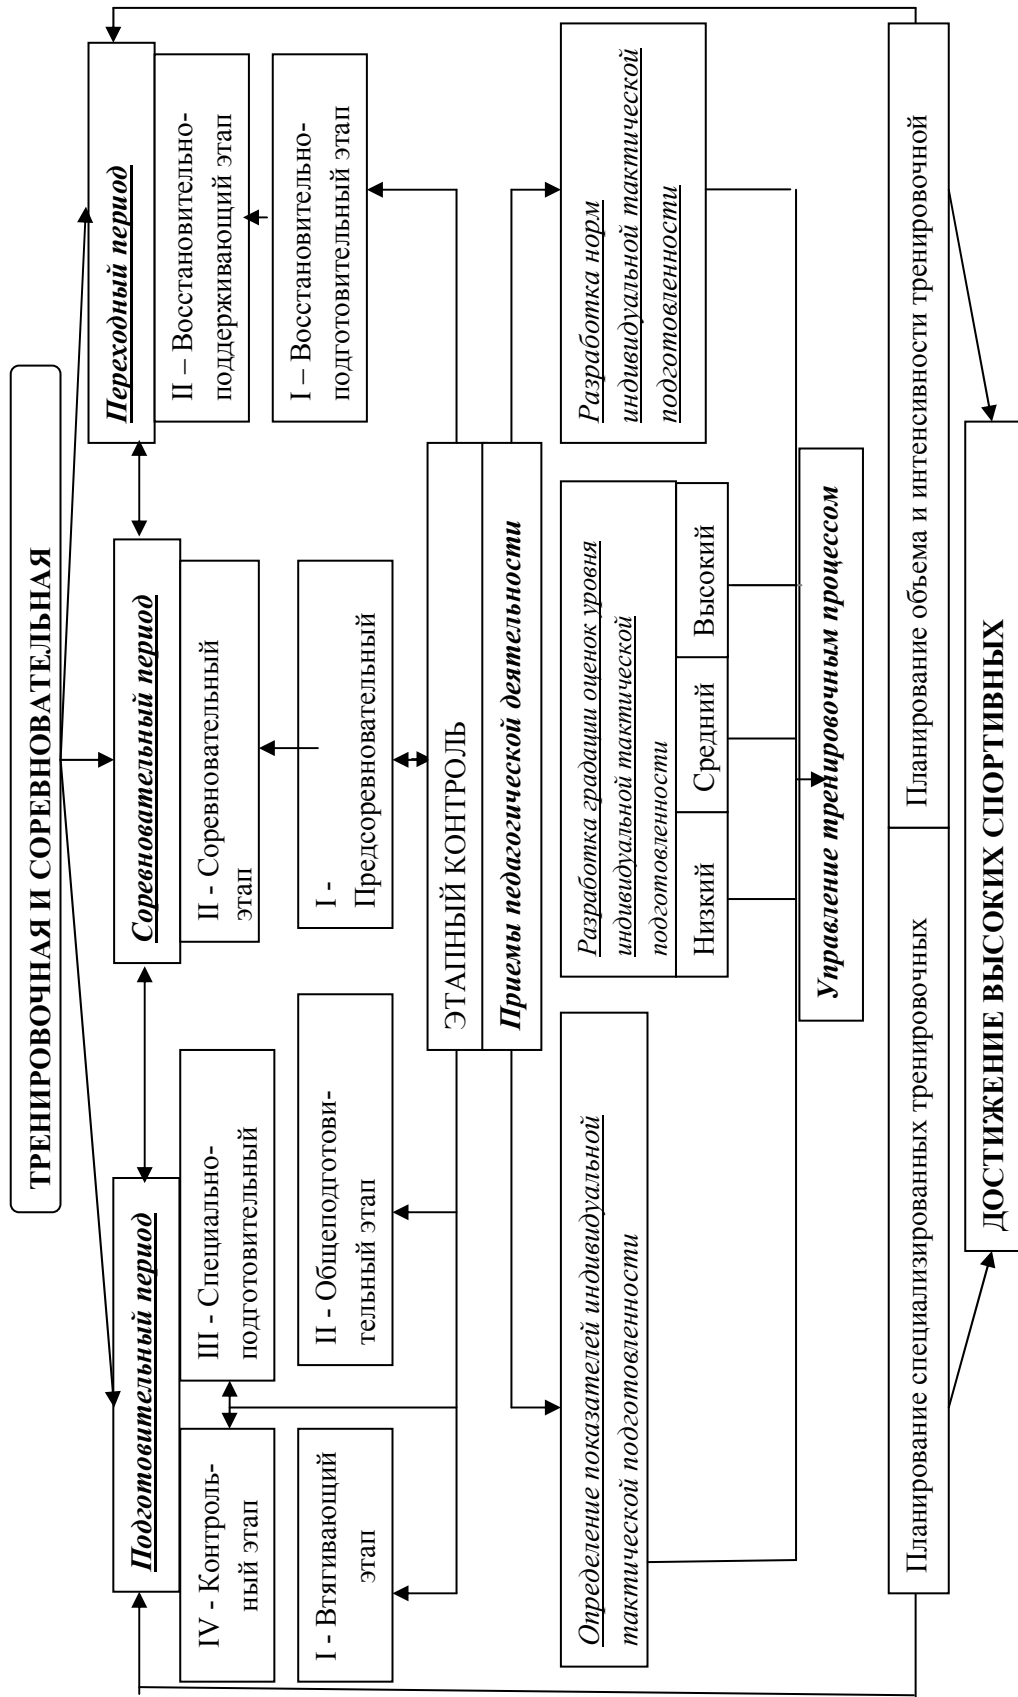 ТРЕНИРОВОЧНАЯ И СОРЕВНОВАТЕЛЬНАЯ
Подготовительный период
Соревновательный период
Переходный период
IV - Контроль-
ный этап
III - Специально-
подготовительный
II - Соревновательный
этап
II – Восстановительно-
поддерживающий этап
I - Втягивающий
этап
II - Общеподготови-
тельный этап
I -
Предсоревновательный
I – Восстановительно-
подготовительный этап
ЭТАПНЫЙ КОНТРОЛЬ
Приемы педагогической деятельности
Определение показателей индивидуальной
тактической подготовленности
Разработка градации оценок уровня
индивидуальной тактической
подготовленности
Низкий
Средний
Высокий
Разработка норм
индивидуальной тактической
подготовленности
Управление тренировочным процессом
Планирование специализированных тренировочных
Планирование объема и интенсивности тренировочной
ДОСТИЖЕНИЕ ВЫСОКИХ СПОРТИВНЫХ